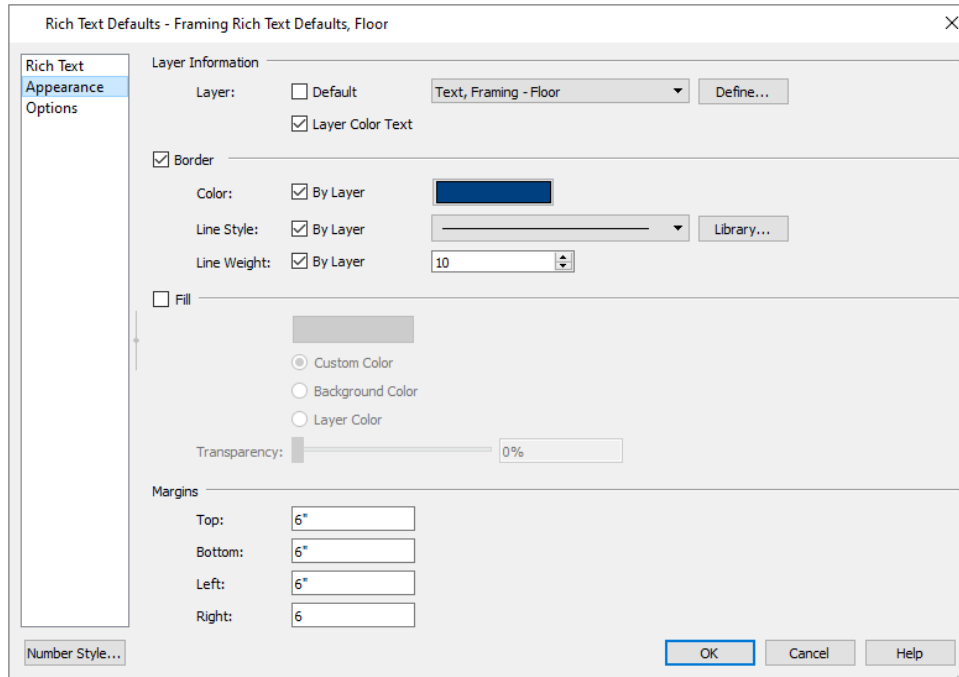 Rich Text Defaults - Framing Rich Text Defaults, Floor
Rich Text
Appearance
Options
Layer Information
Layer: Default Text, Framing - Floor Define...
Layer Color Text
Border
Color: By Layer
Line Style: By Layer Library...
Line Weight: By Layer 10
Fill
Custom Color
Background Color
Layer Color
Transparency: 0%
Margins
Top: 6"
Bottom: 6"
Left: 6"
Right: 6
Number Style... OK Cancel Help